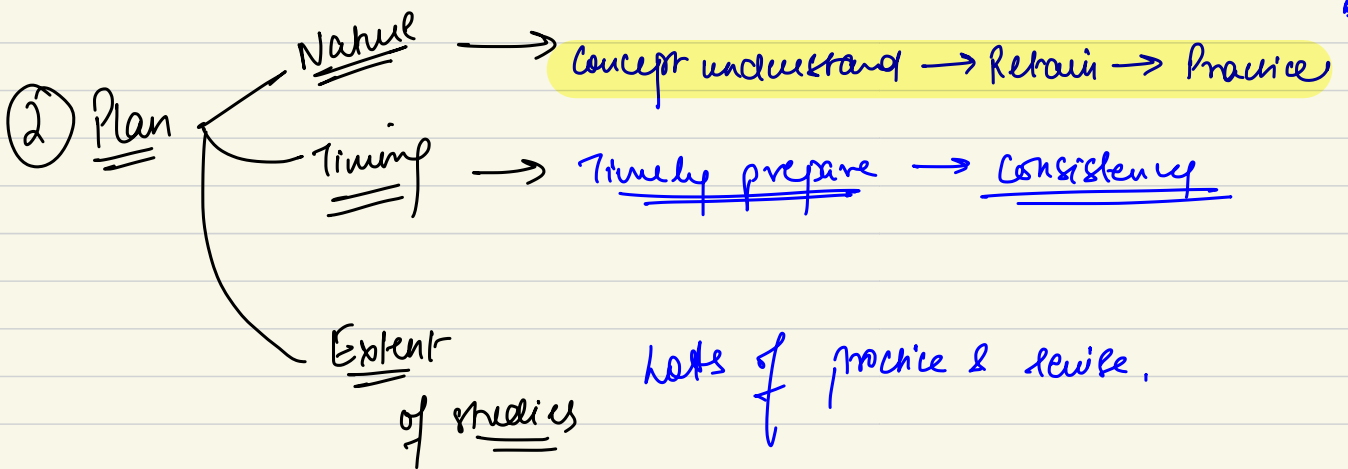 Nature → Concept understand → Retain → Practice
② Plan
Timing → Timely prepare → Consistency
Extent Lots of practice & revise.
of studies